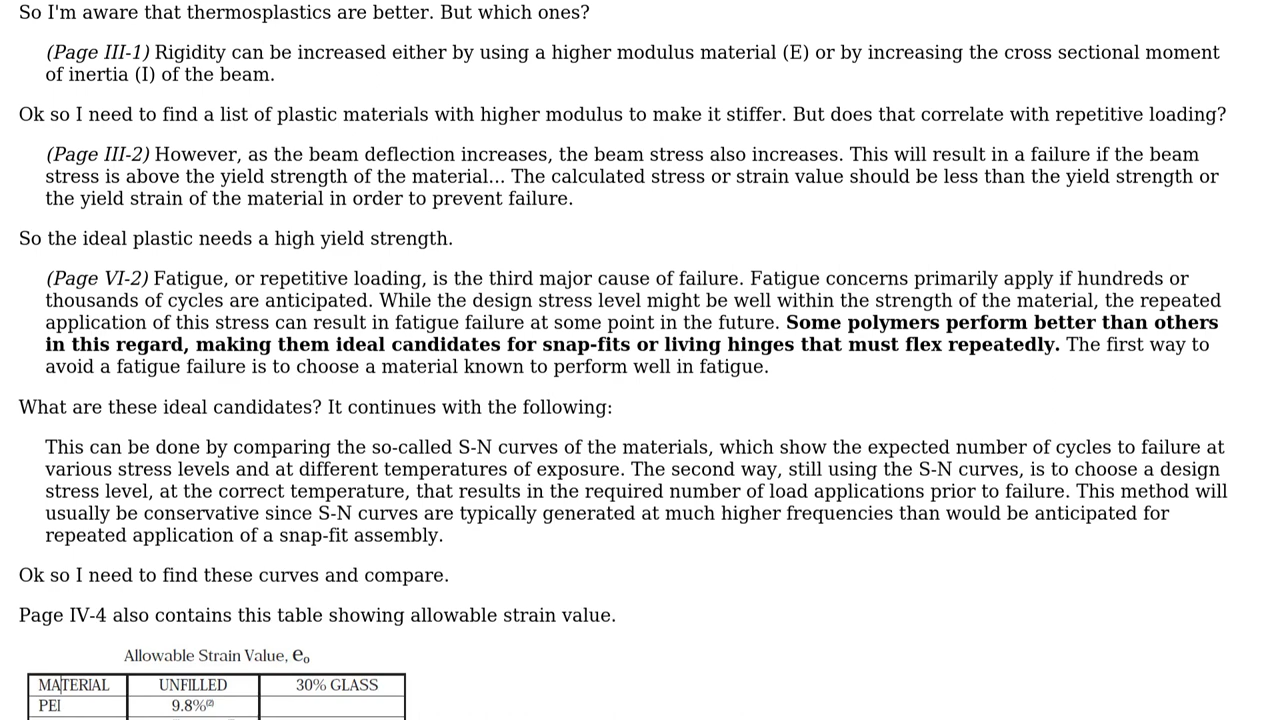 So I'm aware that thermosplastics are better. But which ones?
(Page III-1) Rigidity can be increased either by using a higher modulus material (E) or by increasing the cross sectional moment
of inertia (I) of the beam.
Ok so I need to find a list of plastic materials with higher modulus to make it stiffer. But does that correlate with repetitive loading?
(Page III-2) However, as the beam deflection increases, the beam stress also increases. This will result in a failure if the beam
stress is above the yield strength of the material... The calculated stress or strain value should be less than the yield strength or
the yield strain of the material in order to prevent failure.
So the ideal plastic needs a high yield strength.
(Page VI-2) Fatigue, or repetitive loading, is the third major cause of failure. Fatigue concerns primarily apply if hundreds or
thousands of cycles are anticipated. While the design stress level might be well within the strength of the material, the repeated
application of this stress can result in fatigue failure at some point in the future. Some polymers perform better than others
in this regard, making them ideal candidates for snap-fits or living hinges that must flex repeatedly. The first way to
avoid a fatigue failure is to choose a material known to perform well in fatigue.
What are these ideal candidates? It continues with the following:
This can be done by comparing the so-called S-N curves of the materials, which show the expected number of cycles to failure at
various stress levels and at different temperatures of exposure. The second way, still using the S-N curves, is to choose a design
stress level, at the correct temperature, that results in the required number of load applications prior to failure. This method will
usually be conservative since S-N curves are typically generated at much higher frequencies than would be anticipated for
repeated application of a snap-fit assembly.
Ok so I need to find these curves and compare.
Page IV-4 also contains this table showing allowable strain value.
Allowable Strain Value, eₒ
MATERIAL UNFILLED 30% GLASS
PEI 9.8%⁽²⁾